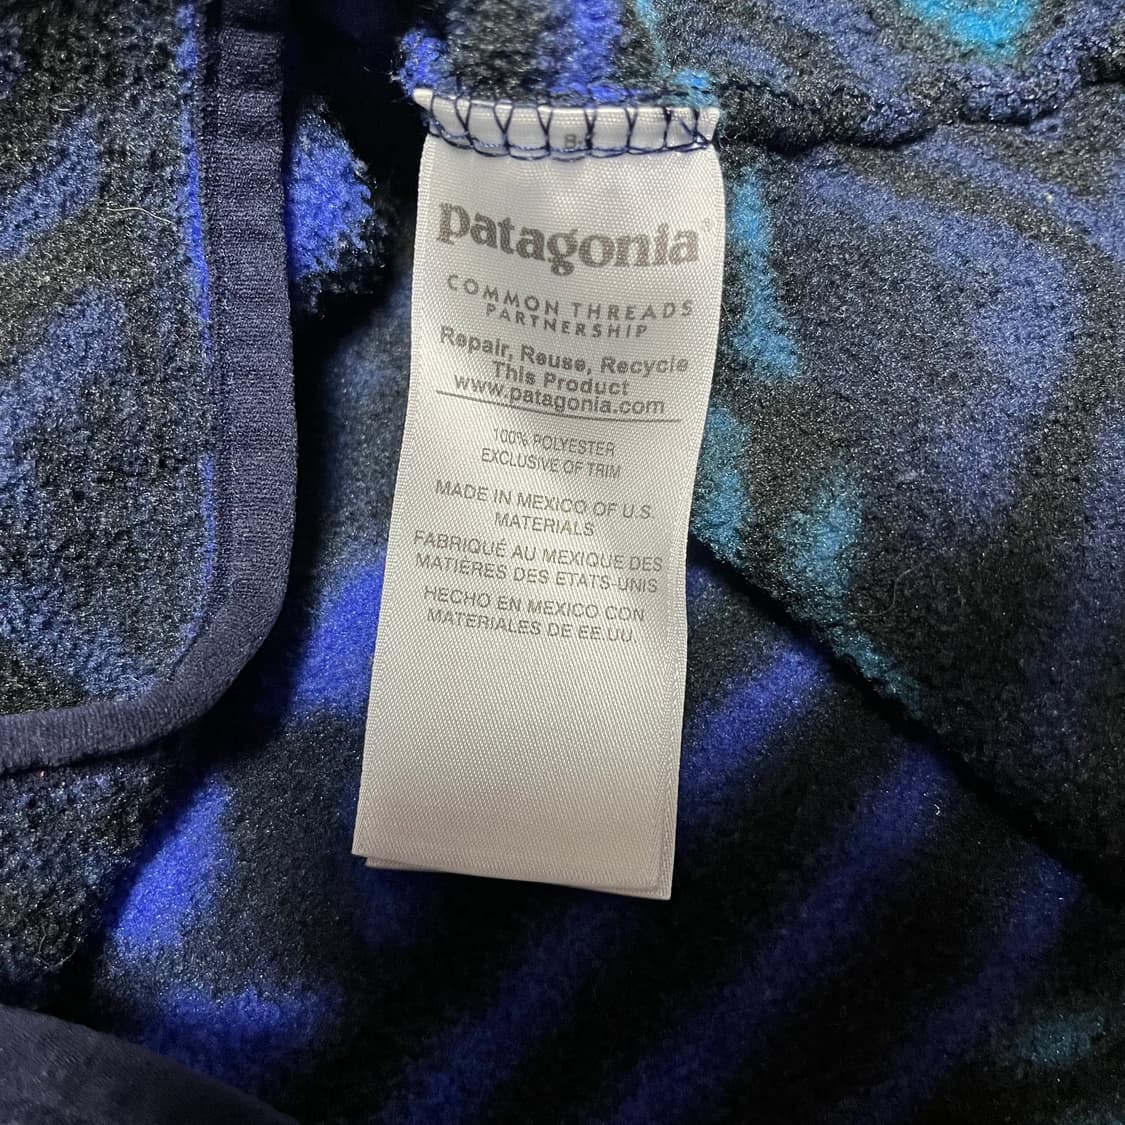 patagonia®
COMMON THREADS
PARTNERSHIP
Repair, Reuse, Recycle
This Product
www.patagonia.com
100% POLYESTER
EXCLUSIVE OF TRIM
MADE IN MEXICO OF U.S.
MATERIALS
FABRIQUÉ AU MEXIQUE DES
MATIERES DES ETATS-UNIS
HECHO EN MEXICO CON
MATERIALES DE EE.UU.